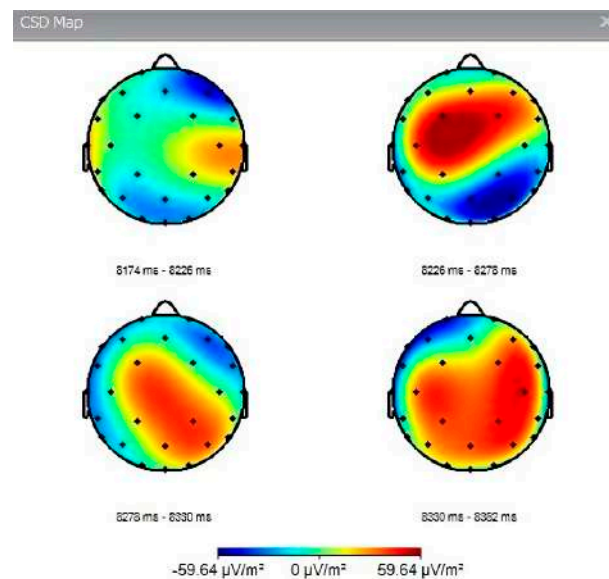 CSD Map
8174 ms - 8226 ms
8226 ms - 8278 ms
8278 ms - 8330 ms
8330 ms - 8382 ms
-59.64 µV/m² 0 µV/m² 59.64 µV/m²